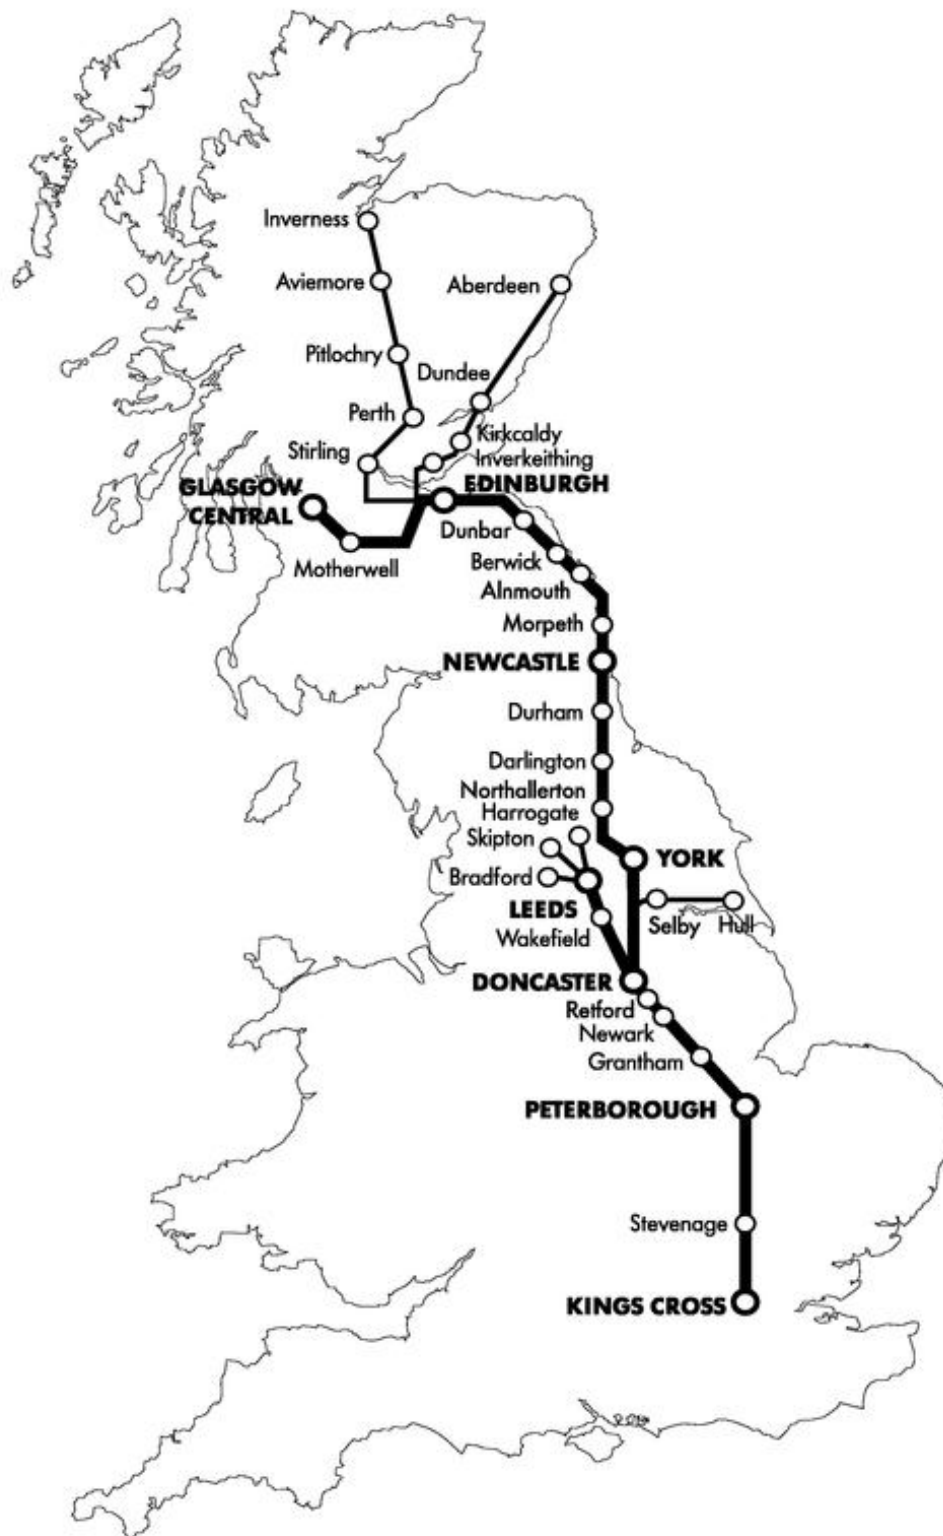 Inverness
Aviemore
Aberdeen
Pitlochry
Dundee
Perth
Kirkcaldy
Stirling
Inverkeithing
GLASGOW
CENTRAL
EDINBURGH
Dunbar
Motherwell
Berwick
Alnmouth
Morpeth
NEWCASTLE
Durham
Darlington
Northallerton
Harrogate
Skipton
YORK
Bradford
LEEDS
Selby
Hull
Wakefield
DONCASTER
Retford
Newark
Grantham
PETERBOROUGH
Stevenage
KINGS CROSS